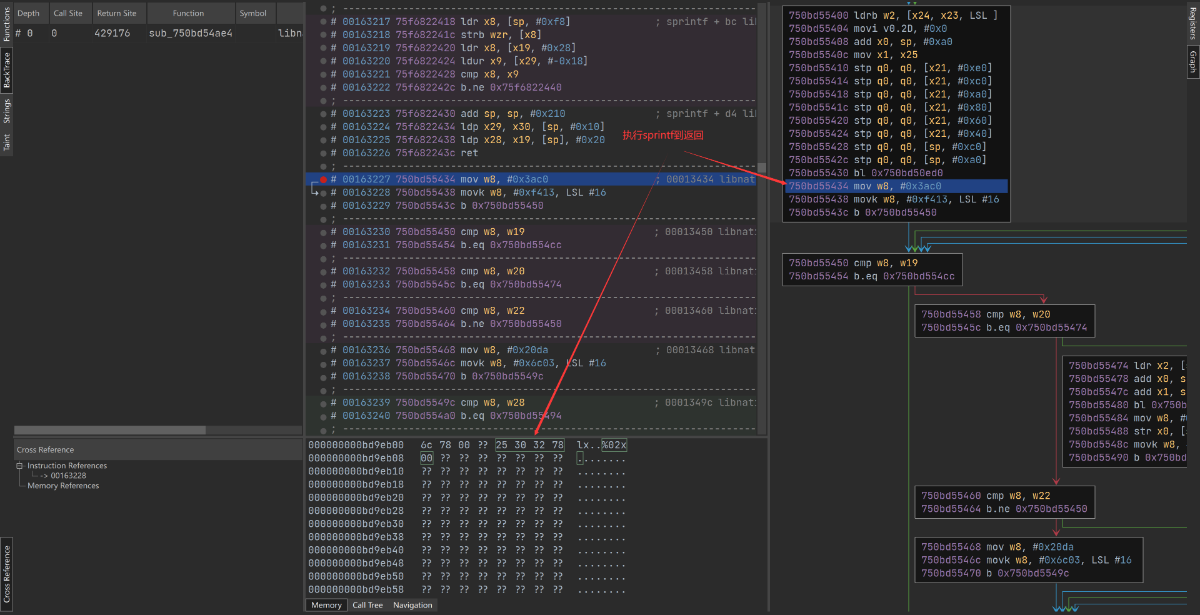 Depth Call Site Return Site Function Symbol
# 0 0 429176 sub_750bd54ae4 libn
Functions
BackTrace
Strings
Taint
Cross Reference
Instruction References
-> 00163228
Memory References
Cross Reference
# 00163217 75f6822418 ldr x8, [sp, #0xf8] ; sprintf + bc lib
# 00163218 75f682241c strb wzr, [x8]
# 00163219 75f6822420 ldr x8, [x19, #0x28]
# 00163220 75f6822424 ldur x9, [x29, #-0x18]
# 00163221 75f6822428 cmp x8, x9
# 00163222 75f682242c b.ne 0x75f6822440
# 00163223 75f6822430 add sp, sp, #0x210 ; sprintf + d4 lib
# 00163224 75f6822434 ldp x29, x30, [sp, #0x10]
# 00163225 75f6822438 ldp x28, x19, [sp], #0x20
# 00163226 75f682243c ret
执行sprintf到返回
# 00163227 750bd55434 mov w8, #0x3ac0 ; 00013434 libnat
# 00163228 750bd55438 movk w8, #0xf413, LSL #16
# 00163229 750bd5543c b 0x750bd55450
# 00163230 750bd55450 cmp w8, w19 ; 00013450 libnat
# 00163231 750bd55454 b.eq 0x750bd554cc
# 00163232 750bd55458 cmp w8, w20 ; 00013458 libnat
# 00163233 750bd5545c b.eq 0x750bd55474
# 00163234 750bd55460 cmp w8, w22 ; 00013460 libnat
# 00163235 750bd55464 b.ne 0x750bd55450
# 00163236 750bd55468 mov w8, #0x20da ; 00013468 libnat
# 00163237 750bd5546c movk w8, #0x6c03, LSL #16
# 00163238 750bd55470 b 0x750bd5549c
# 00163239 750bd5549c cmp w8, w28 ; 0001349c libnat
# 00163240 750bd554a0 b.eq 0x750bd55494
000000000bd9eb00 6c 78 00 ?? 25 30 32 78 lx..%02x
000000000bd9eb08 00 ?? ?? ?? ?? ?? ?? ?? ........
000000000bd9eb10 ?? ?? ?? ?? ?? ?? ?? ?? ........
000000000bd9eb18 ?? ?? ?? ?? ?? ?? ?? ?? ........
000000000bd9eb20 ?? ?? ?? ?? ?? ?? ?? ?? ........
000000000bd9eb28 ?? ?? ?? ?? ?? ?? ?? ?? ........
000000000bd9eb30 ?? ?? ?? ?? ?? ?? ?? ?? ........
000000000bd9eb38 ?? ?? ?? ?? ?? ?? ?? ?? ........
000000000bd9eb40 ?? ?? ?? ?? ?? ?? ?? ?? ........
000000000bd9eb48 ?? ?? ?? ?? ?? ?? ?? ?? ........
000000000bd9eb50 ?? ?? ?? ?? ?? ?? ?? ?? ........
000000000bd9eb58 ?? ?? ?? ?? ?? ?? ?? ?? ........
Memory Call Tree Navigation
750bd55400 ldrb w2, [x24, x23, LSL ]
750bd55404 movi v0.2D, #0x0
750bd55408 add x0, sp, #0xa0
750bd5540c mov x1, x25
750bd55410 stp q0, q0, [x21, #0xe0]
750bd55414 stp q0, q0, [x21, #0xc0]
750bd55418 stp q0, q0, [x21, #0xa0]
750bd5541c stp q0, q0, [x21, #0x80]
750bd55420 stp q0, q0, [x21, #0x60]
750bd55424 stp q0, q0, [x21, #0x40]
750bd55428 stp q0, q0, [sp, #0xc0]
750bd5542c stp q0, q0, [sp, #0xa0]
750bd55430 bl 0x750bd50ed0
750bd55434 mov w8, #0x3ac0
750bd55438 movk w8, #0xf413, LSL #16
750bd5543c b 0x750bd55450
750bd55450 cmp w8, w19
750bd55454 b.eq 0x750bd554cc
750bd55458 cmp w8, w20
750bd5545c b.eq 0x750bd55474
750bd55474 ldr x2, [
750bd55478 add x0, s
750bd5547c add x1, s
750bd55480 bl 0x750b
750bd55484 mov w8, #
750bd55488 str x0, [
750bd5548c movk w8,
750bd55490 b 0x750bd
750bd55460 cmp w8, w22
750bd55464 b.ne 0x750bd55450
750bd55468 mov w8, #0x20da
750bd5546c movk w8, #0x6c03, LSL #16
750bd55470 b 0x750bd5549c
Registers
Graph